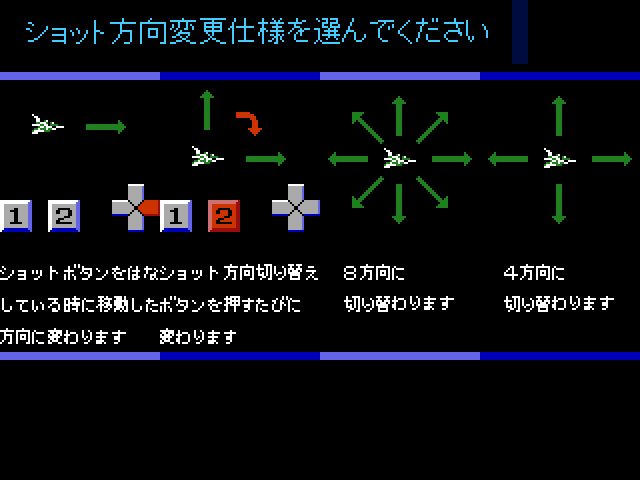 ショット方向変更仕様を選んでください
1 2
1 2
ショットボタンをはな
している時に移動した
方向に変わります
ショット方向切り替え
ボタンを押すたびに
変わります
8方向に
切り替わります
4方向に
切り替わります